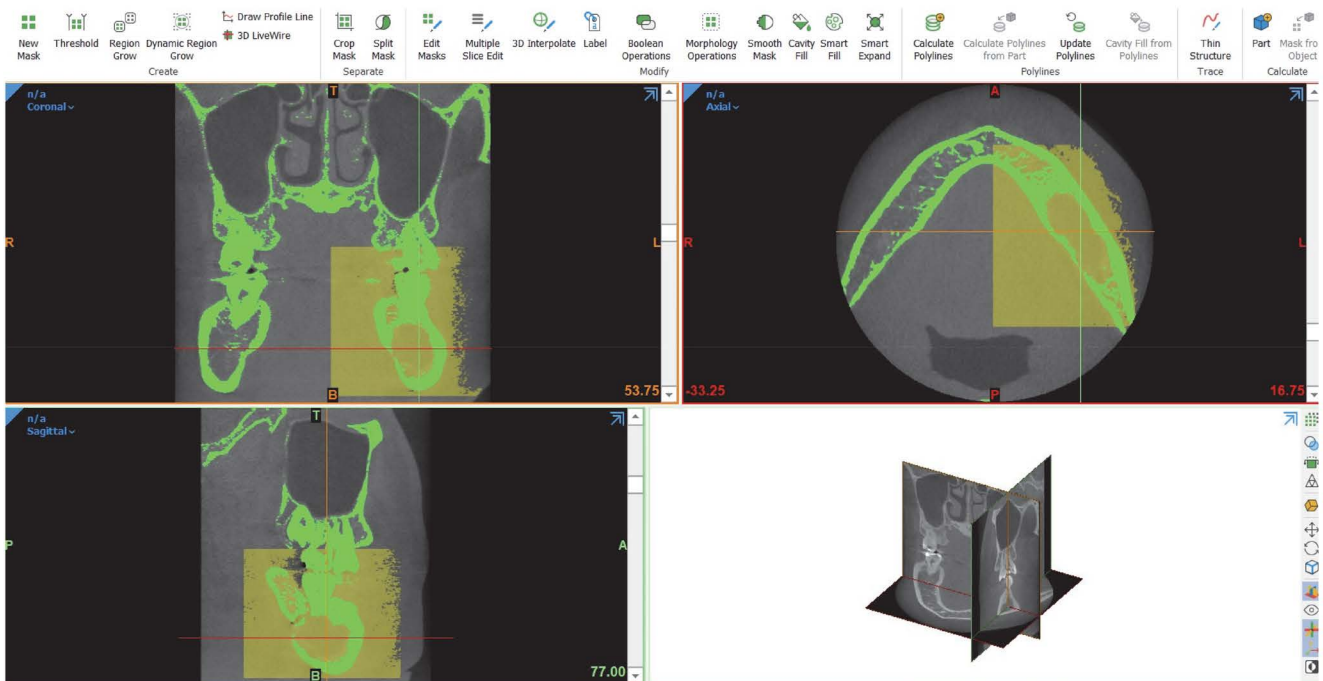 New Mask
Threshold
Region Grow
Dynamic Region Grow
Draw Profile Line
3D LiveWire
Create
Crop Mask
Split Mask
Separate
Edit Masks
Multiple Slice Edit
3D Interpolate
Label
Boolean Operations
Morphology Operations
Smooth Mask
Cavity Fill
Smart Fill
Smart Expand
Modify
Calculate Polylines
Calculate Polylines from Part
Update Polylines
Cavity Fill from Polylines
Polylines
Thin Structure
Trace
Part
Mask fro
Object
Calculate
n/a
Coronal
T
R
L
B
53.75
n/a
Axial
A
R
L
P
-33.25
16.75
n/a
Sagittal
T
P
A
B
77.00